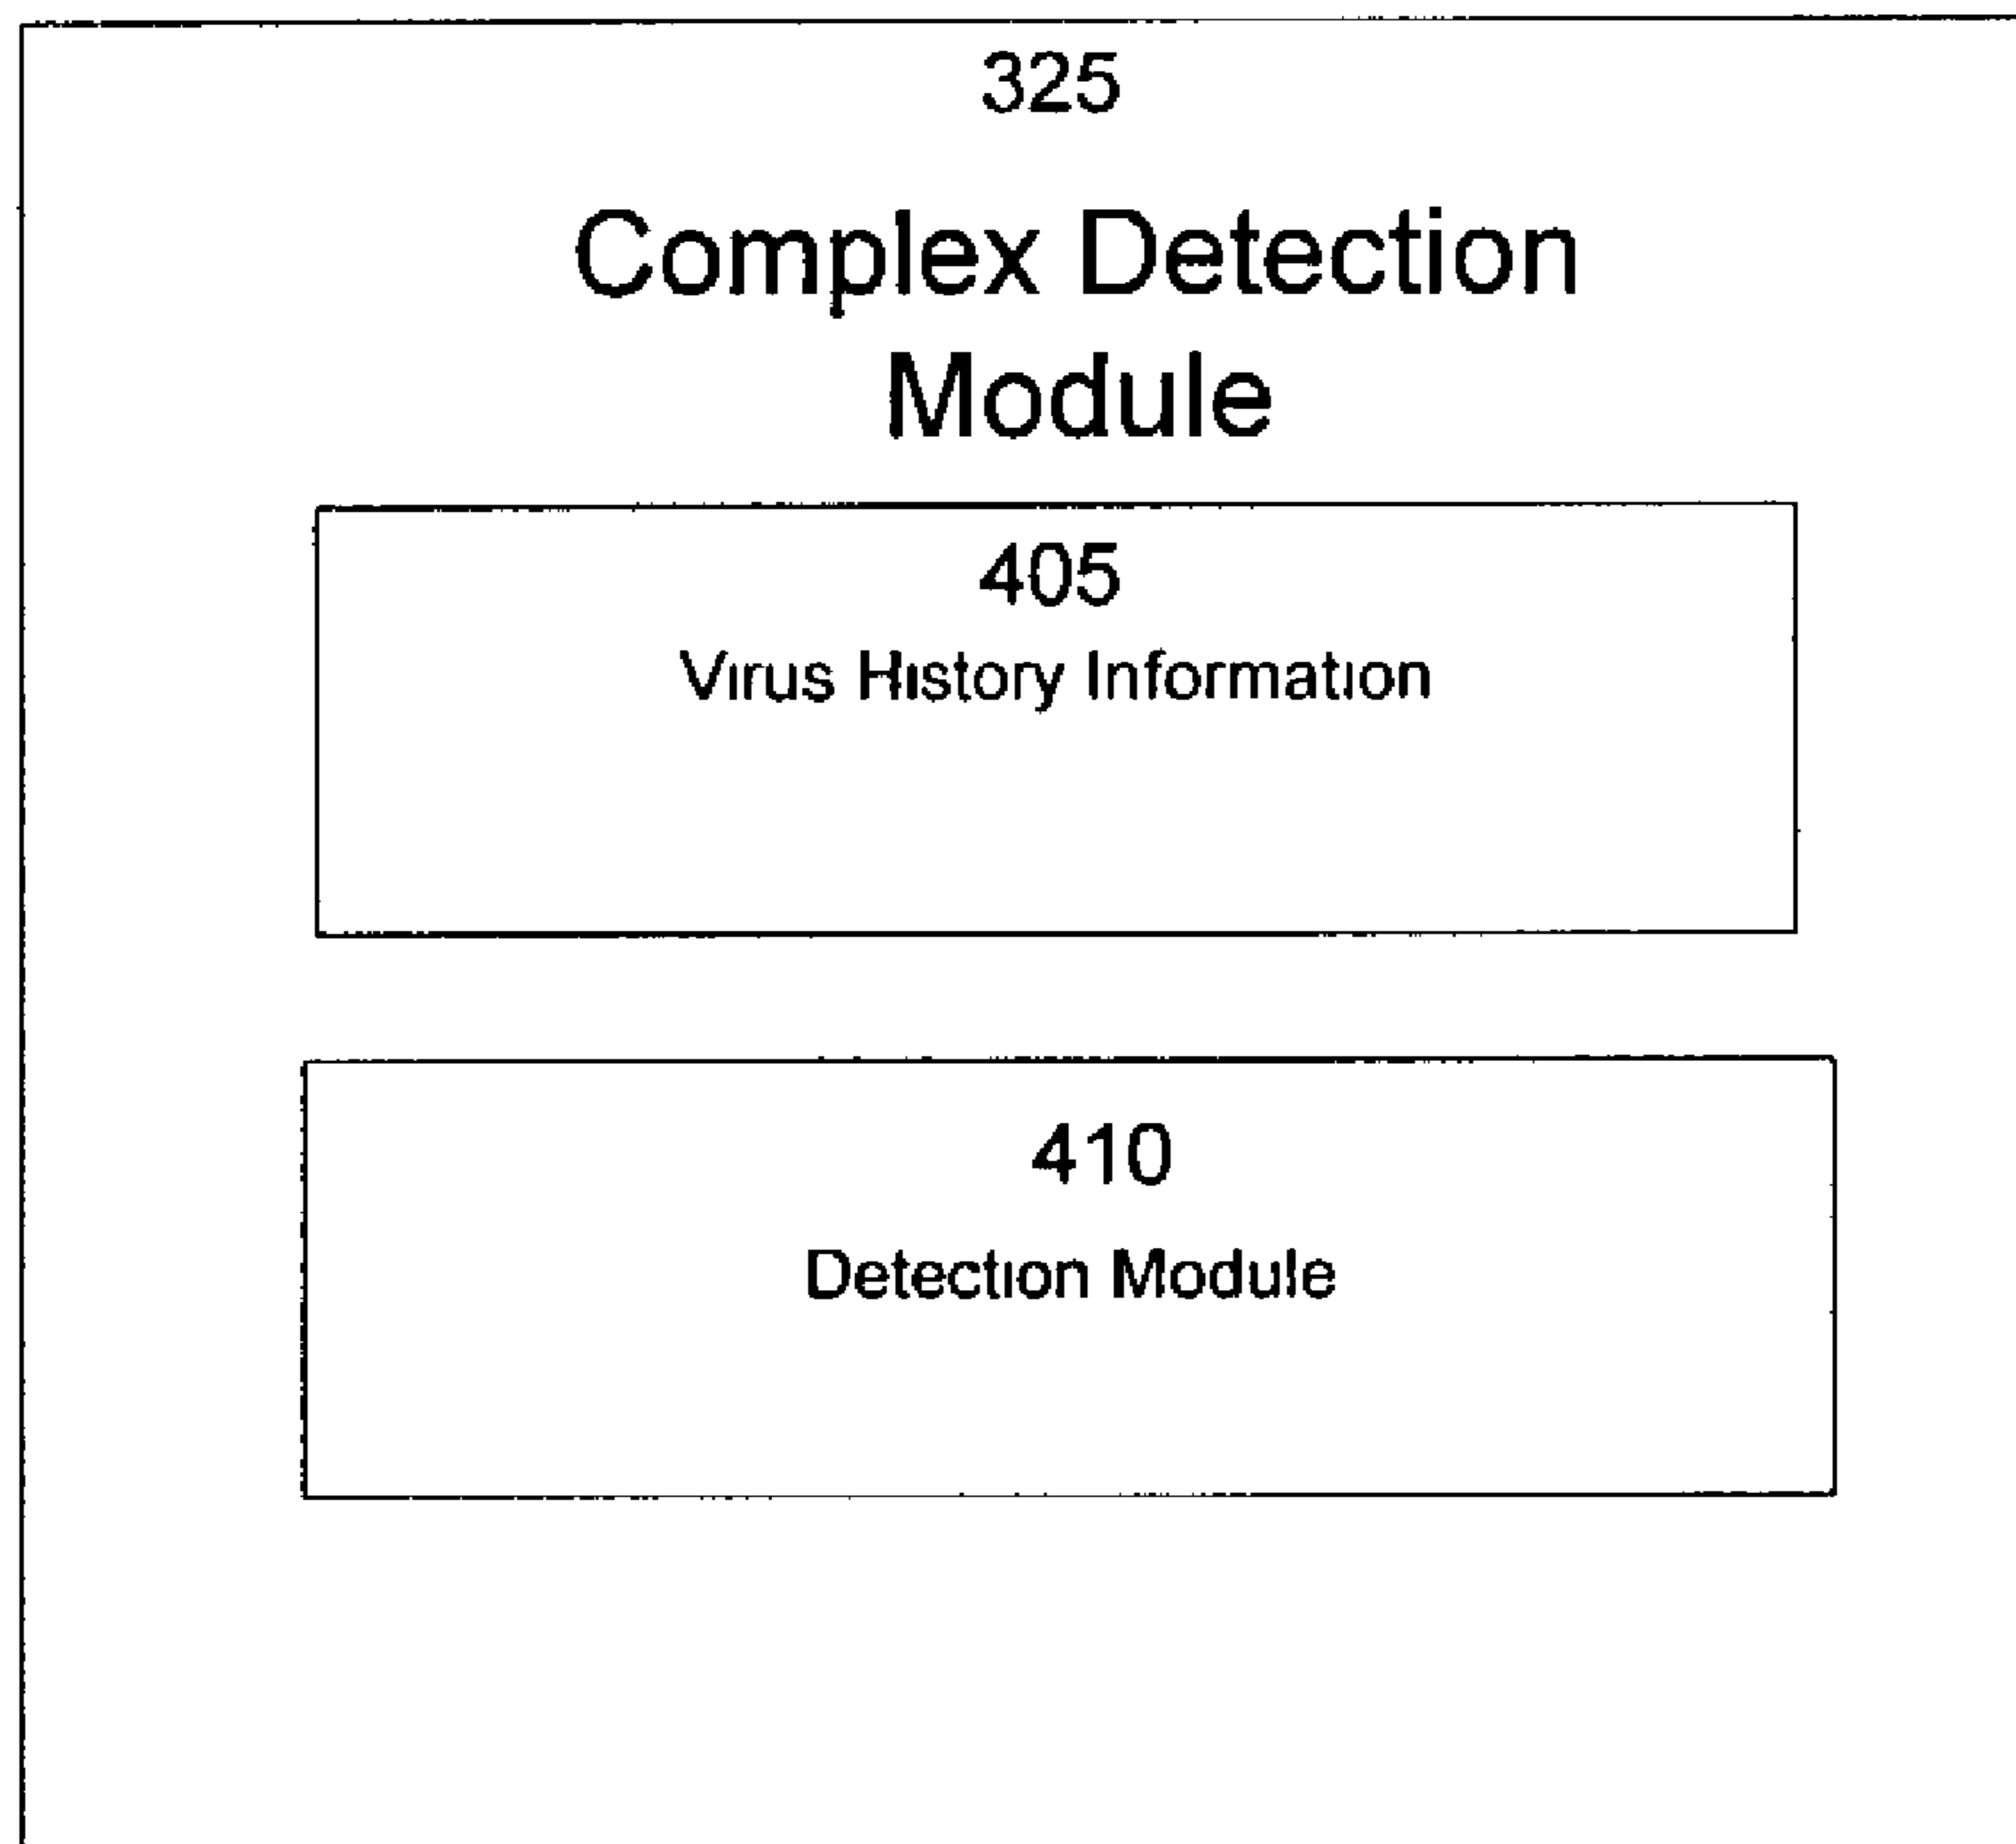 325
Complex Detection
Module
405
Virus History Information
410
Detection Module